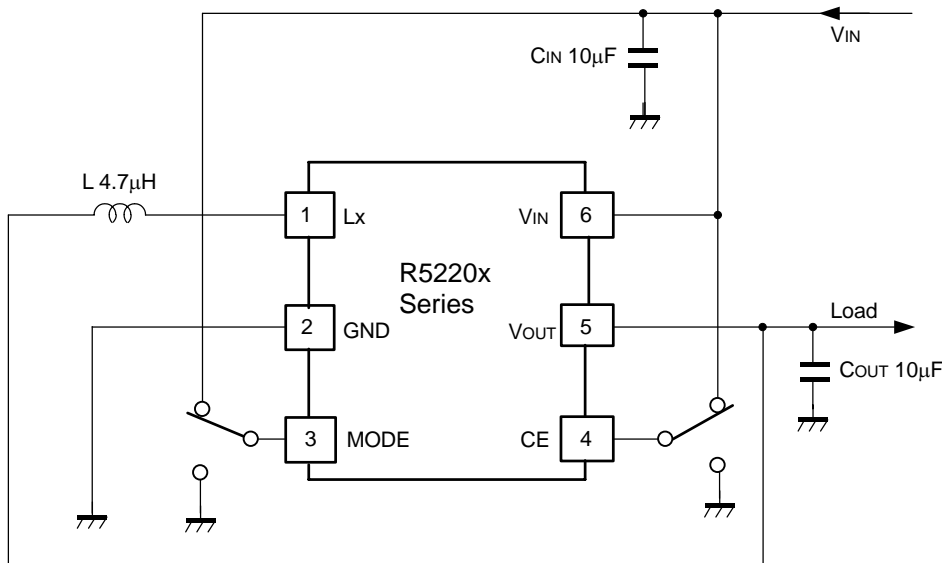 VIN
CIN 10μF
L 4.7μH
1 Lx
VIN 6
R5220x
Series
2 GND
VOUT 5
Load
COUT 10μF
3 MODE
CE 4